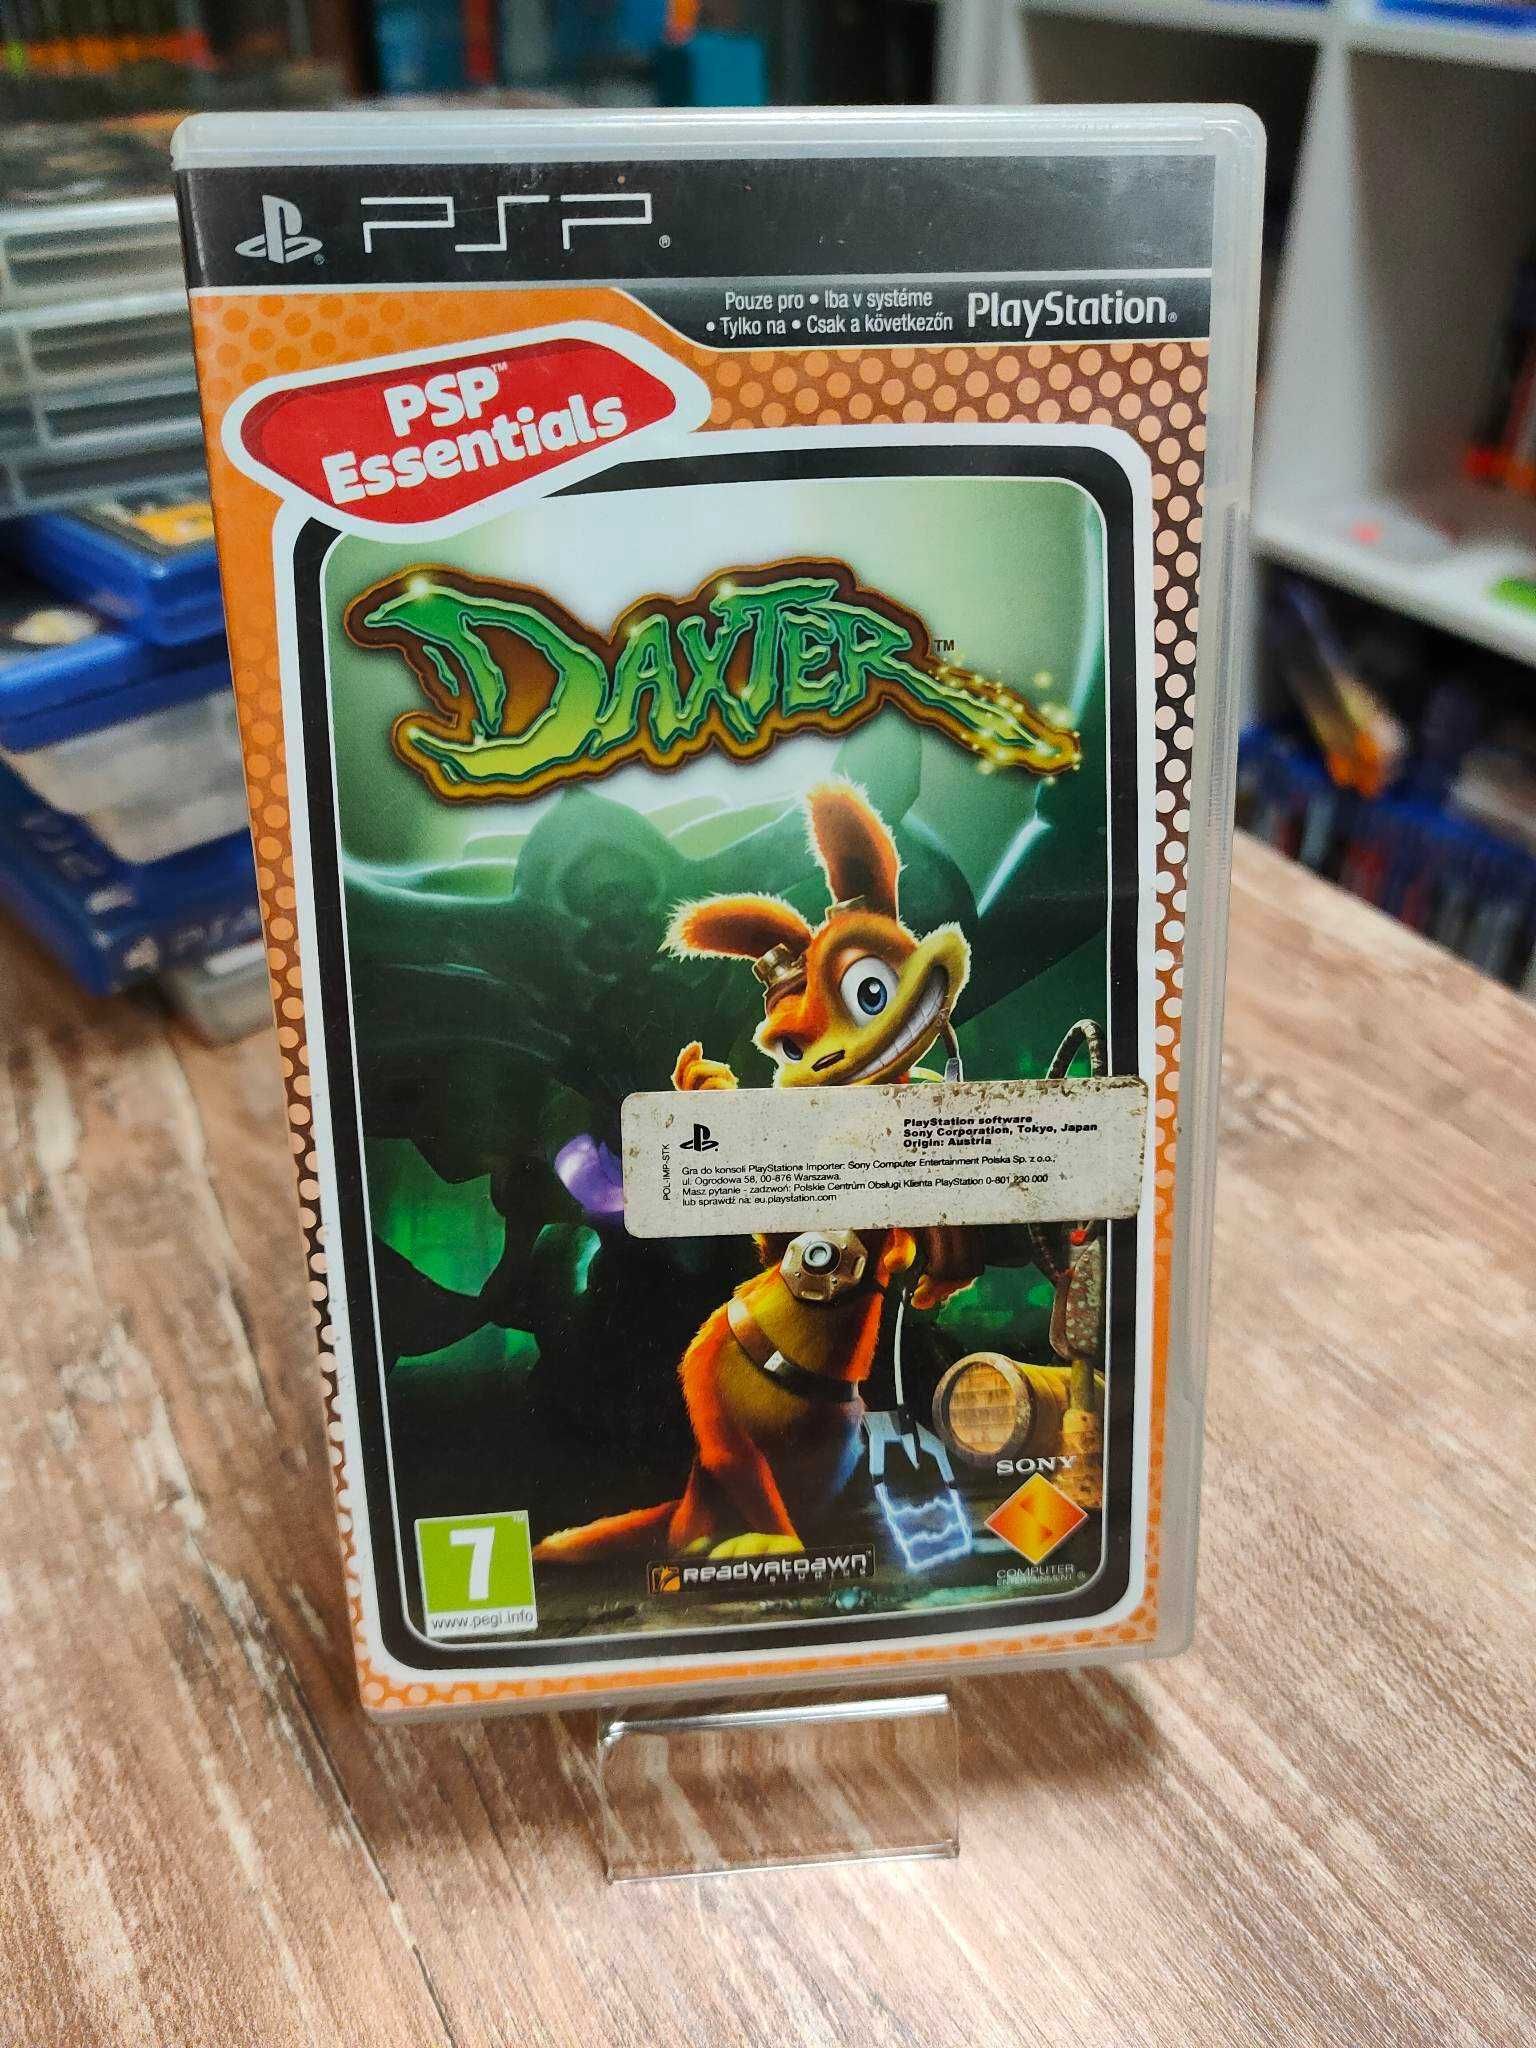 PSP®
Pouze pro • Iba v systéme
• Tylko na • Csak a következőn
PlayStation®
PSP™
Essentials
DAXTER™
POL-IMP-STK
PlayStation software
Sony Corporation, Tokyo, Japan
Origin: Austria
Gra do konsoli PlayStation® Importer: Sony Computer Entertainment Polska Sp. z o.o.,
ul. Ogrodowa 58, 00-876 Warszawa.
Masz pytanie - zadzwoń: Polskie Centrum Obsługi Klienta PlayStation 0-801 230 000
lub sprawdź na: eu.playstation.com
7
www.pegi.info
ReadyAtDawn™
STUDIOS
SONY
COMPUTER
ENTERTAINMENT®
PS4